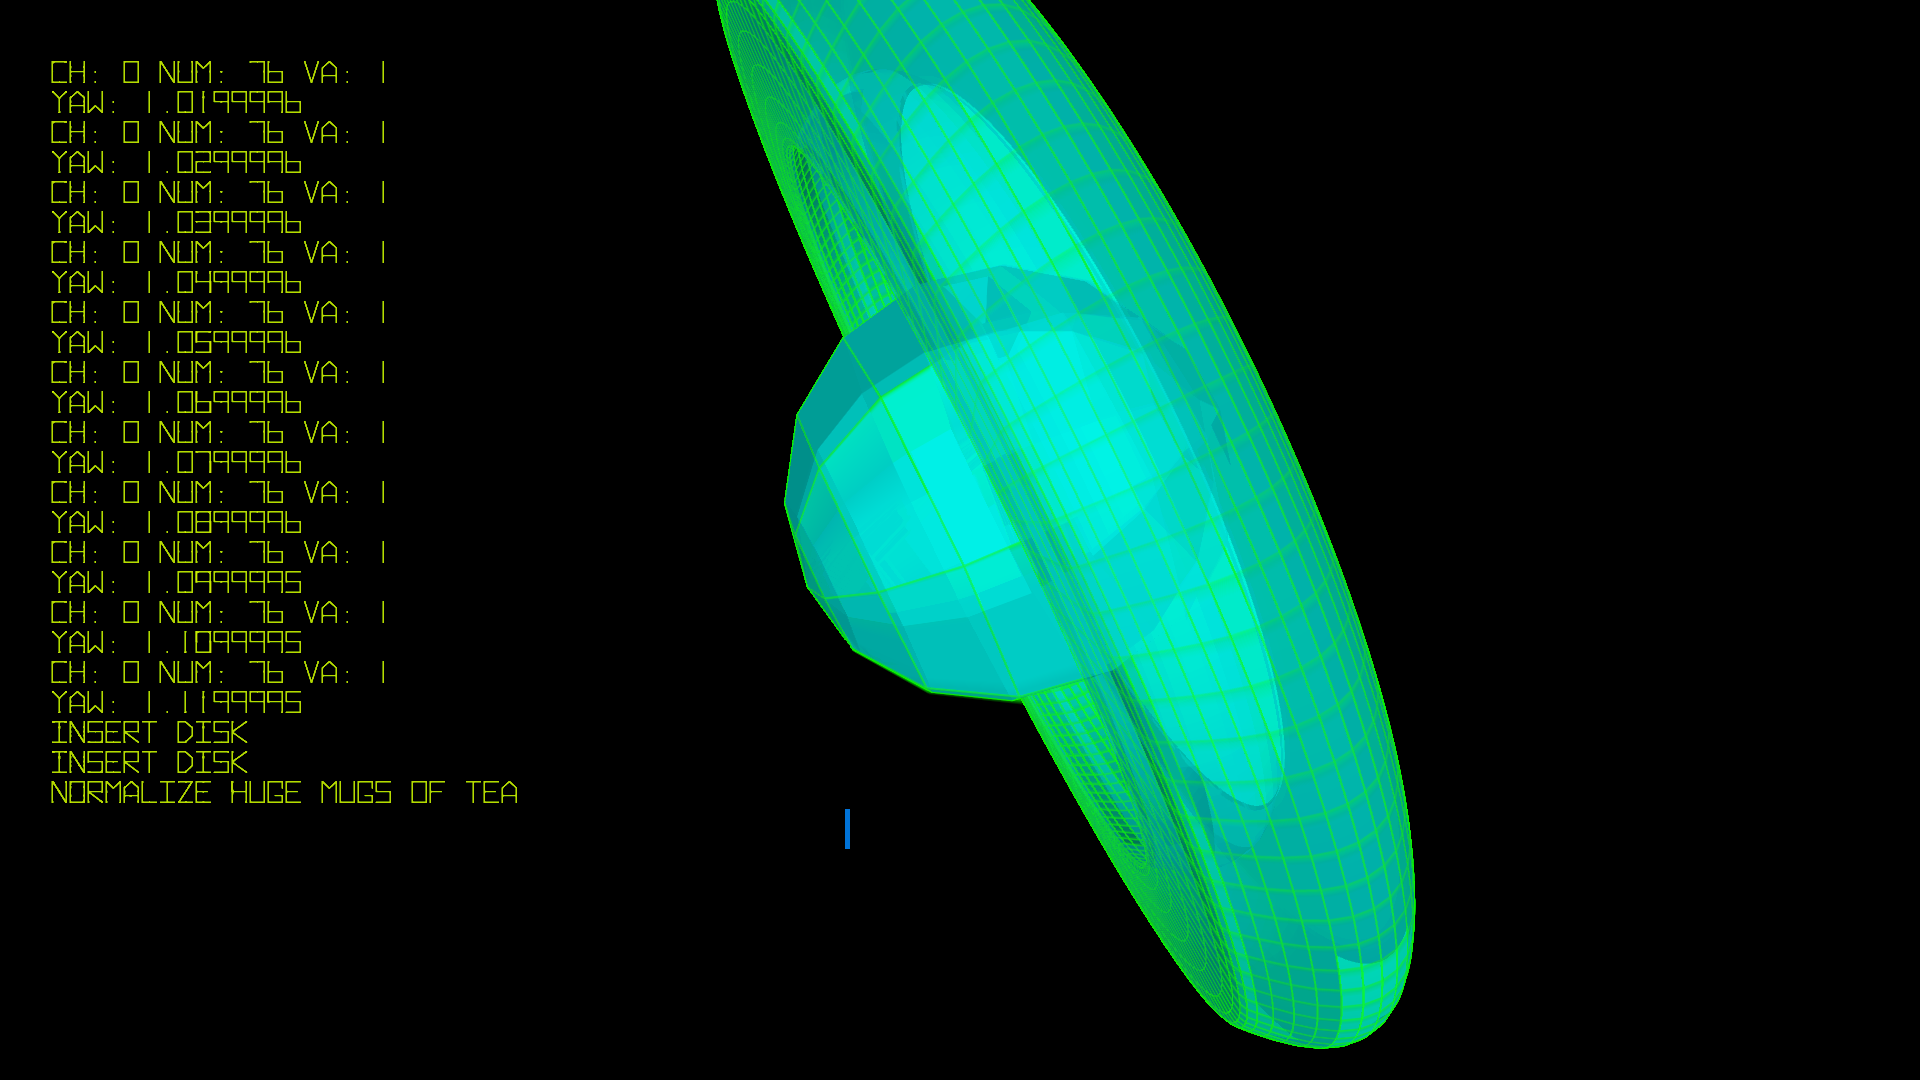 CH: 0 NUM: 76 VA: 1
YAW: 1.0199996
CH: 0 NUM: 76 VA: 1
YAW: 1.0299996
CH: 0 NUM: 76 VA: 1
YAW: 1.0399996
CH: 0 NUM: 76 VA: 1
YAW: 1.0499996
CH: 0 NUM: 76 VA: 1
YAW: 1.0599996
CH: 0 NUM: 76 VA: 1
YAW: 1.0699996
CH: 0 NUM: 76 VA: 1
YAW: 1.0799996
CH: 0 NUM: 76 VA: 1
YAW: 1.0899996
CH: 0 NUM: 76 VA: 1
YAW: 1.0999995
CH: 0 NUM: 76 VA: 1
YAW: 1.1099995
CH: 0 NUM: 76 VA: 1
YAW: 1.1199995
INSERT DISK
INSERT DISK
NORMALIZE HUGE MUGS OF TEA